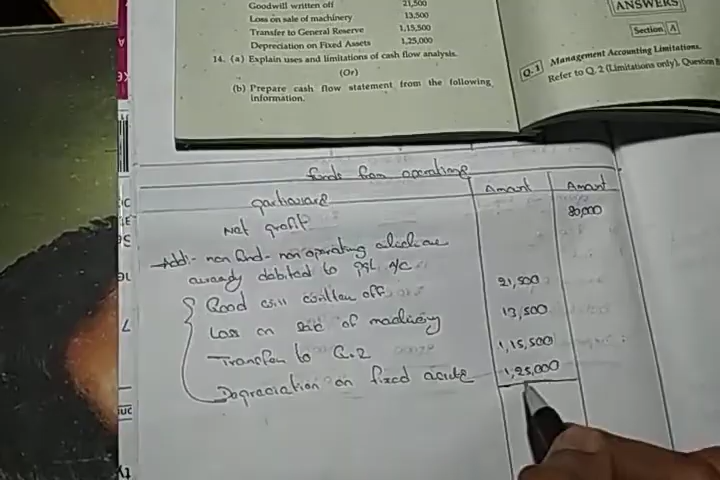 Goodwill written off 21,500
Loss on sale of machinery 13,500
Transfer to General Reserve 1,15,500
Depreciation on Fixed Assets 1,25,000
14. (a) Explain uses and limitations of cash flow analysis.
(Or)
(b) Prepare cash flow statement from the following
information.
ANSWERS
Section A
Q.1 Management Accounting Limitations.
Refer to Q. 2 (Limitations only),
Funds from operations
Amount Amount
Net profit 80,000
Add:- non fund- non operating
already debited to P&L A/C
Good will written off 21,500
Loss on sale of machinery 13,500
Transfer to G.R 1,15,500
Depreciation on fixed 1,25,000